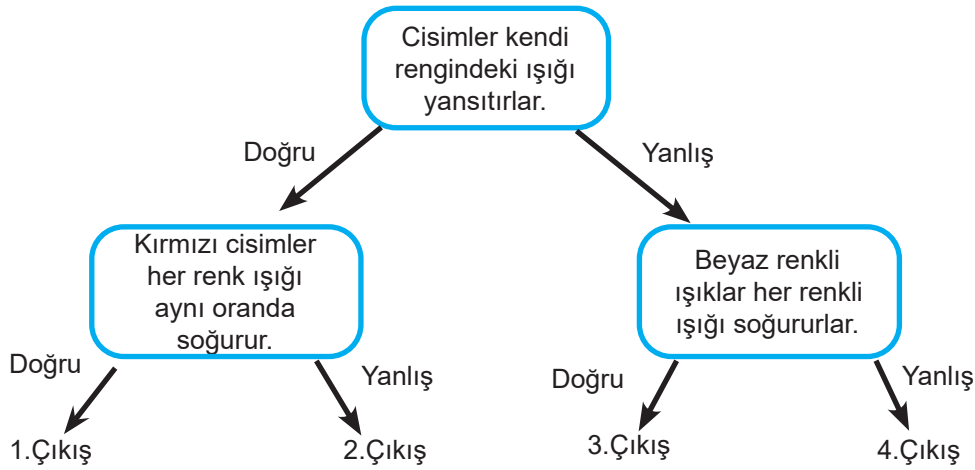 Cisimler kendi
rengindeki ışığı
yansıtırlar.
Doğru
Yanlış
Kırmızı cisimler
her renk ışığı
aynı oranda
soğurur.
Beyaz renkli
ışıklar her renkli
ışığı soğururlar.
Doğru
Yanlış
Doğru
Yanlış
1.Çıkış
2.Çıkış
3.Çıkış
4.Çıkış